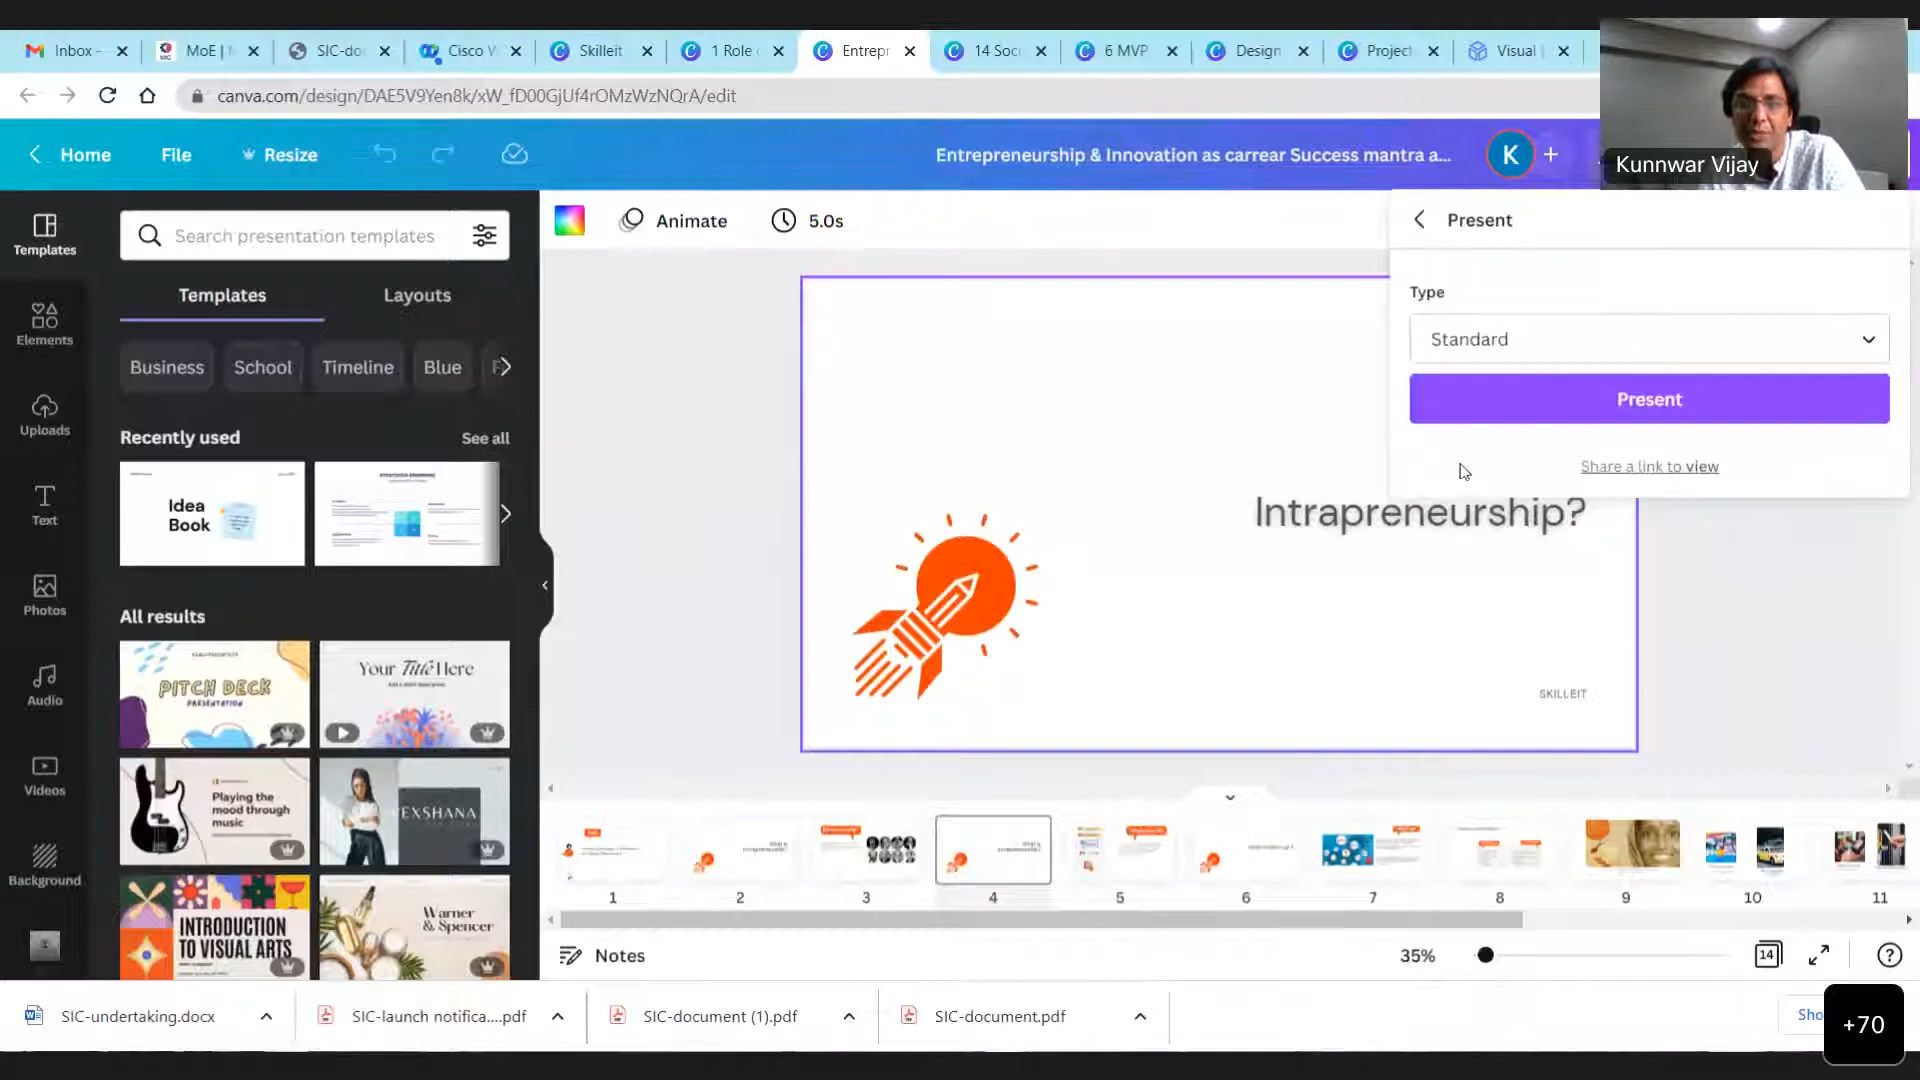 Inbox -
MoE |
SIC-doc
Cisco V
Skilleit
1 Role
Entrepr
14 Soc
6 MVP
Design
Project
Visual
canva.com/design/DAE5V9Yen8k/xW_fD00GjUf4rOMzWzNQrA/edit
Home
File
Resize
Entrepreneurship & Innovation as carrear Success mantra a...
K
Kunnwar Vijay
Templates
Elements
Uploads
Text
Photos
Audio
Videos
Background
Search presentation templates
Templates
Layouts
Business
School
Timeline
Blue
Recently used
See all
Idea
Book
All results
PITCH DECK
PRESENTATION
Your Title Here
Playing the
mood through
music
EXSHANA
INTRODUCTION
TO VISUAL ARTS
Warner
& Spencer
Animate
5.0s
Present
Type
Standard
Present
Share a link to view
Intrapreneurship?
SKILLEIT
1
2
3
4
5
6
7
8
9
10
11
Notes
35%
14
SIC-undertaking.docx
SIC-launch notifica....pdf
SIC-document (1).pdf
SIC-document.pdf
Sho
+70